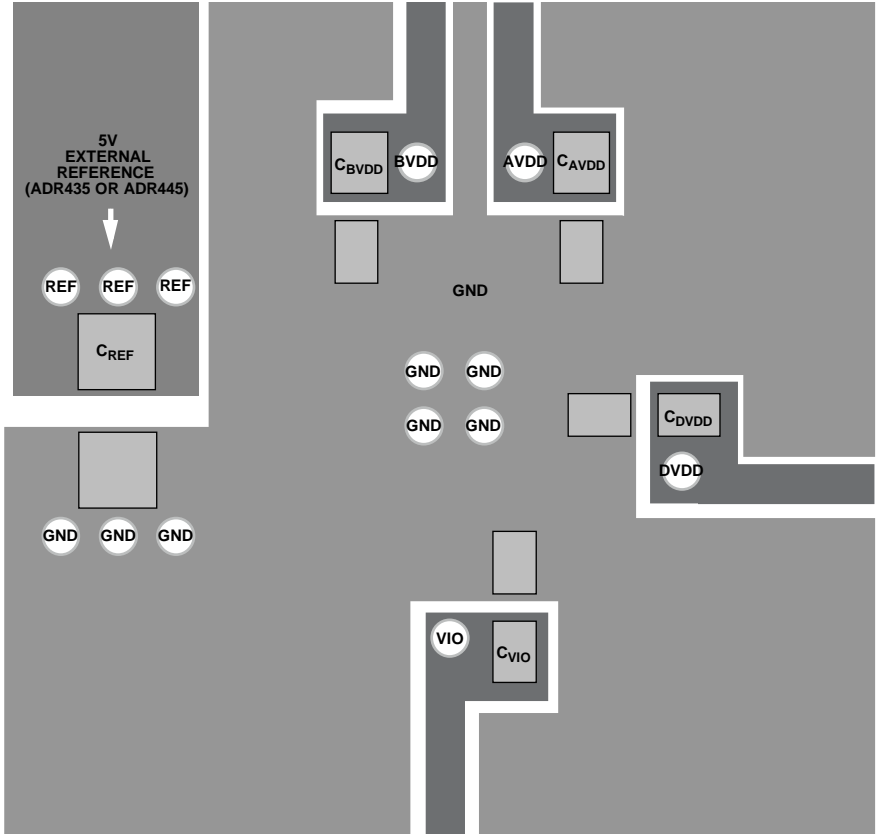 5V
EXTERNAL
REFERENCE
(ADR435 OR ADR445)
CBVDD BVDD AVDD CAVDD
REF REF REF
GND
CREF
GND GND
GND GND
CDVDD
DVDD
GND GND GND
VIO CVIO